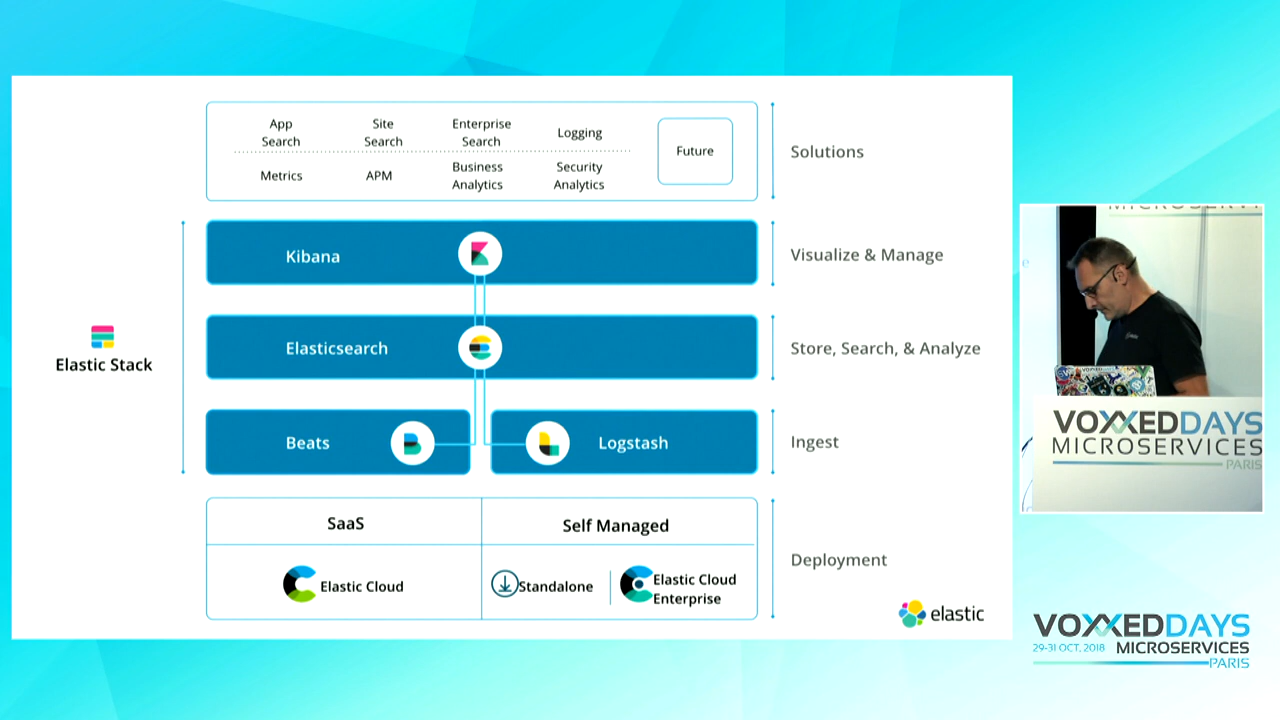 App
Search
Site
Search
Enterprise
Search
Logging
Future
Metrics
APM
Business
Analytics
Security
Analytics
Solutions
Kibana
Visualize & Manage
Elastic Stack
Elasticsearch
Store, Search, & Analyze
Beats
Logstash
Ingest
SaaS
Self Managed
Elastic Cloud
Standalone
Elastic Cloud
Enterprise
Deployment
elastic
VOXXEDDAYS
MICROSERVICES
PARIS
VOXXEDDAYS
29-31 OCT. 2018 MICROSERVICES
PARIS